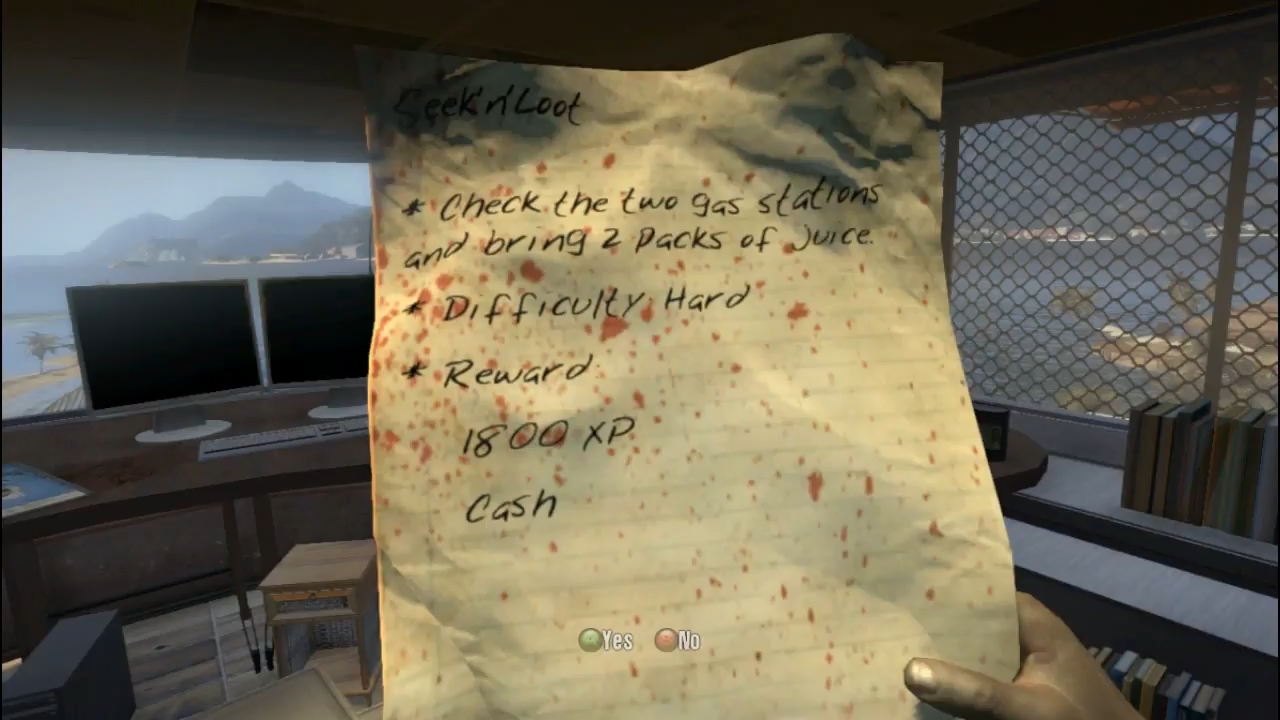 Seek'n'Loot
* Check the two gas stations
and bring 2 packs of juice.
* Difficulty: Hard
* Reward
1800 XP
Cash
Yes No